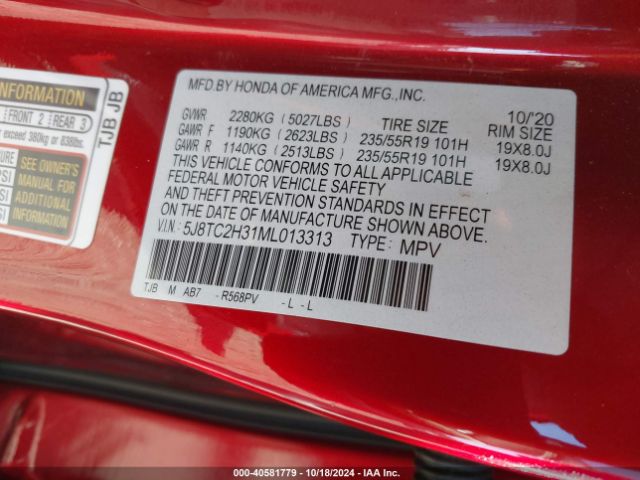 INFORMATION
FRONT 2 REAR 3
exceed 380kg or 838lbs.
SEE OWNER'S
MANUAL FOR
ADDITIONAL
INFORMATION
TJB JB
MFD.BY HONDA OF AMERICA MFG.,INC.
10/'20
GVWR 2280KG (5027LBS) TIRE SIZE RIM SIZE
GAWR F 1190KG (2623LBS) 235/55R19 101H 19X8.0J
GAWR R 1140KG (2513LBS) 235/55R19 101H 19X8.0J
THIS VEHICLE CONFORMS TO ALL APPLICABLE
FEDERAL MOTOR VEHICLE SAFETY
AND THEFT PREVENTION STANDARDS IN EFFECT
ON THE DATE OF MANUFACTURE SHOWN ABOVE.
V.I.N.: 5J8TC2H31ML013313 TYPE: MPV
TJB M AB7 - R568PV - L - L
000-40581779 - 10/18/2024 - IAA Inc.